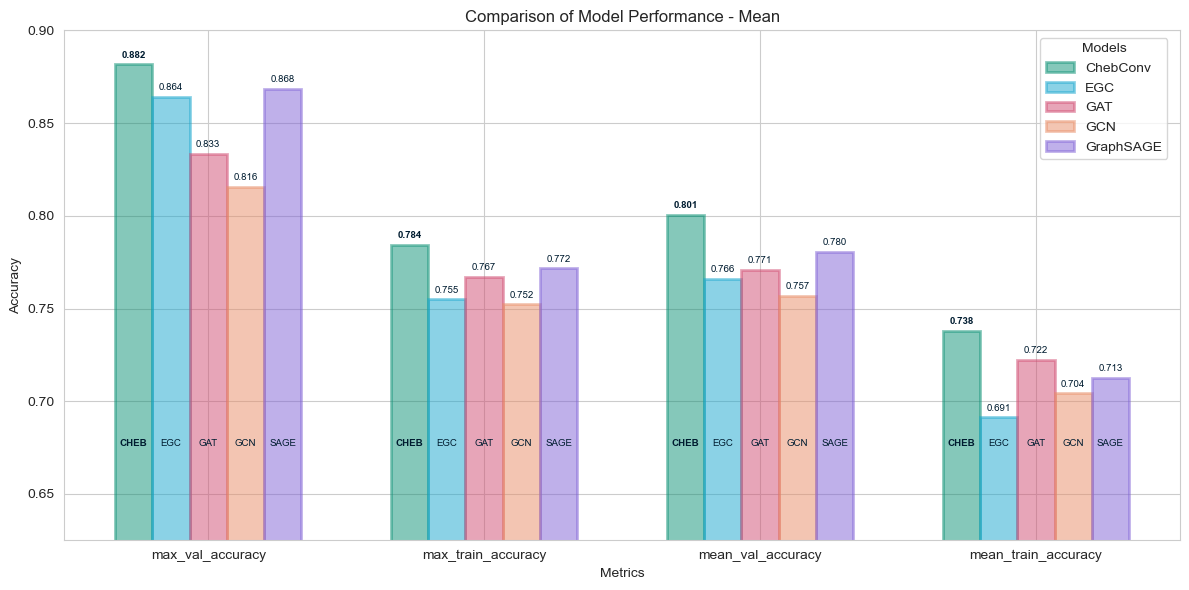 Comparison of Model Performance - Mean
Accuracy
0.90
0.85
0.80
0.75
0.70
0.65
Models
ChebConv
EGC
GAT
GCN
GraphSAGE
0.882
0.864
0.833
0.816
0.868
0.784
0.755
0.767
0.752
0.772
0.801
0.766
0.771
0.757
0.780
0.738
0.691
0.722
0.704
0.713
CHEB EGC GAT GCN SAGE
CHEB EGC GAT GCN SAGE
CHEB EGC GAT GCN SAGE
CHEB EGC GAT GCN SAGE
max_val_accuracy
max_train_accuracy
mean_val_accuracy
mean_train_accuracy
Metrics